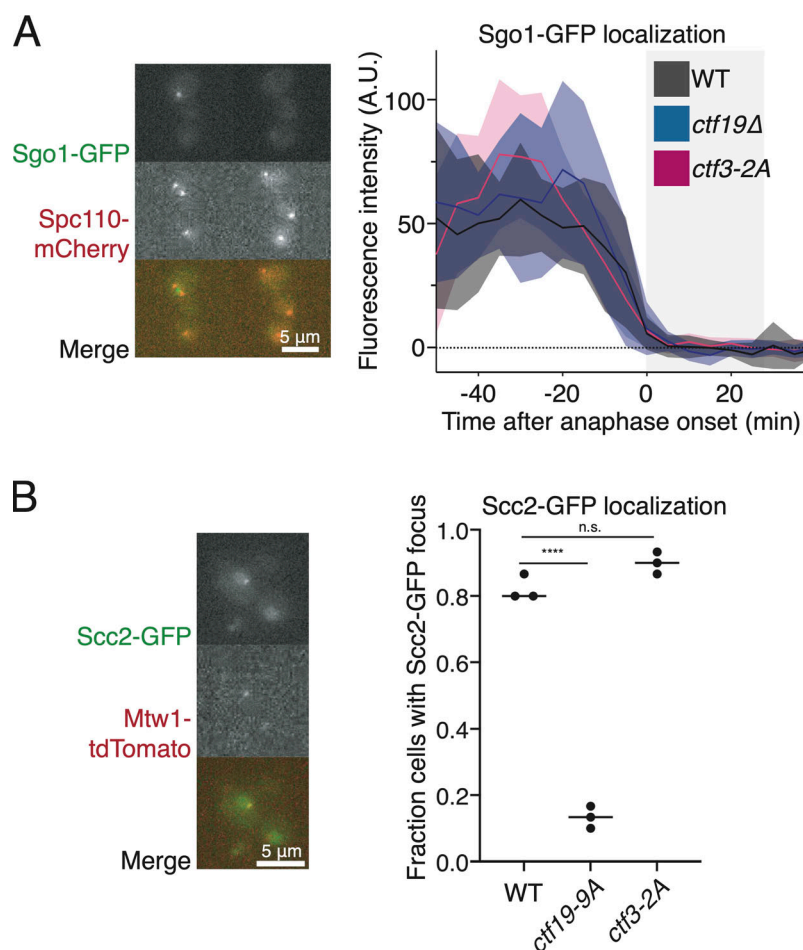 A
Sgo1-GFP
Spc110-
mCherry
Merge
5 µm
Sgo1-GFP localization
Fluorescence intensity (A.U.)
100
50
0
WT
ctf19Δ
ctf3-2A
-40
-20
0
20
Time after anaphase onset (min)
B
Scc2-GFP
Mtw1-
tdTomato
Merge
5 µm
Scc2-GFP localization
Fraction cells with Scc2-GFP focus
1.0
0.8
0.6
0.4
0.2
0.0
n.s.
****
WT
ctf19-9A
ctf3-2A